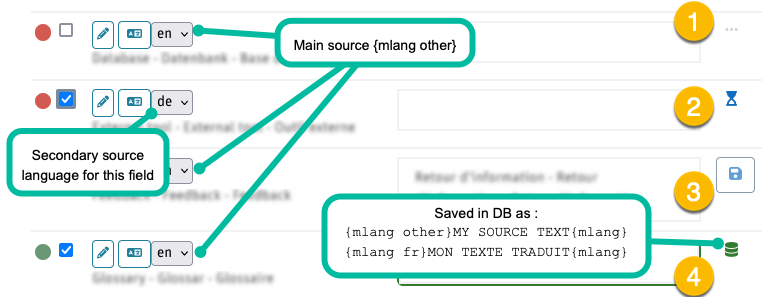 en
Main source {mlang other}
1
...
Database - Datenbank - Base
de
2
External tool - External tool - Outil externe
Secondary source
language for this field
Retour d'information - Retour
3
Feedback - Feedback - Feedback
Saved in DB as :
{mlang other}MY SOURCE TEXT{mlang}
{mlang fr}MON TEXTE TRADUIT{mlang}
en
4
Glossary - Glossar - Glossaire